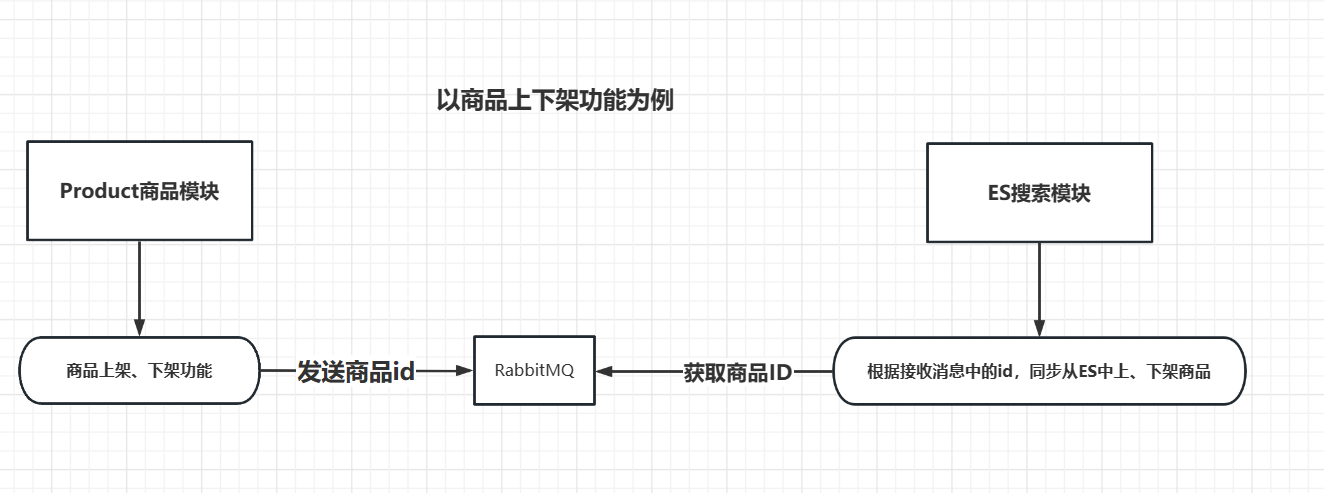 以商品上下架功能为例
Product商品模块
ES搜索模块
商品上架、下架功能
发送商品id
RabbitMQ
获取商品ID
根据接收消息中的id，同步从ES中上、下架商品